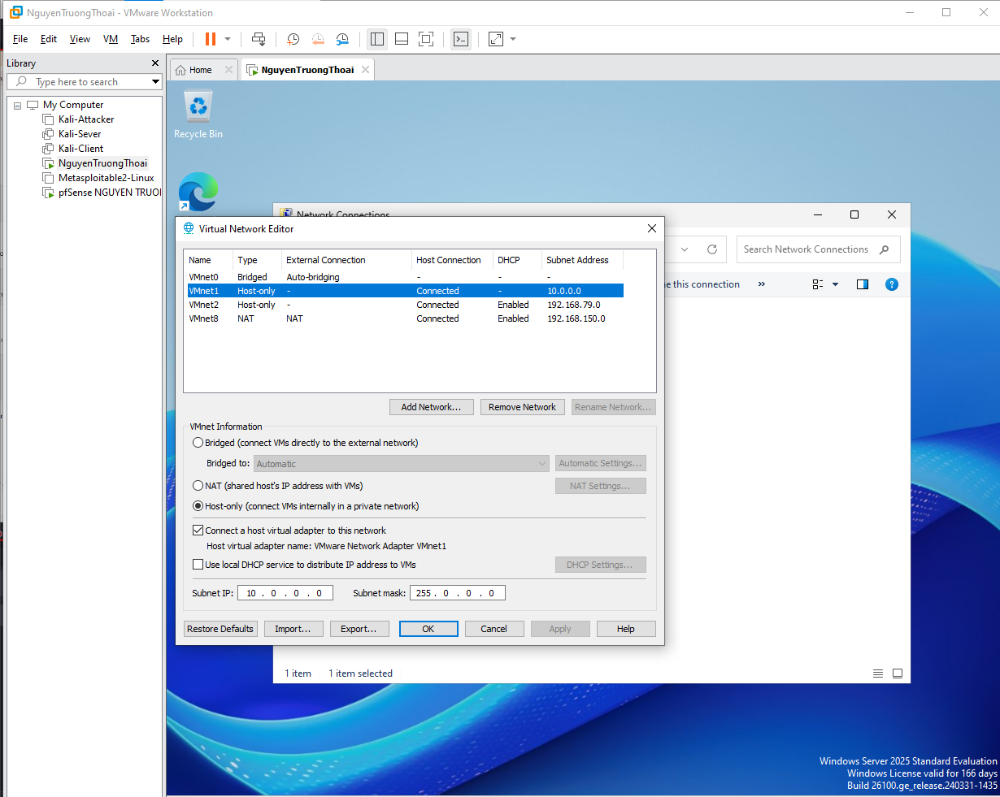 NguyenTruongThoai - VMware Workstation
File Edit View VM Tabs Help
Library
Type here to search
Home
NguyenTruongThoai
My Computer
Kali-Attacker
Kali-Sever
Kali-Client
NguyenTruongThoai
Metasploitable2-Linux
pfSense NGUYEN TRUO
Recycle Bin
Network Connections
Search Network Connections
this connection
Virtual Network Editor
Name Type External Connection Host Connection DHCP Subnet Address
VMnet0 Bridged Auto-bridging - - -
VMnet1 Host-only - Connected - 10.0.0.0
VMnet2 Host-only - Connected Enabled 192.168.79.0
VMnet8 NAT NAT Connected Enabled 192.168.150.0
Add Network... Remove Network Rename Network...
VMnet Information
Bridged (connect VMs directly to the external network)
Bridged to: Automatic Automatic Settings...
NAT (shared host's IP address with VMs) NAT Settings...
Host-only (connect VMs internally in a private network)
Connect a host virtual adapter to this network
Host virtual adapter name: VMware Network Adapter VMnet1
Use local DHCP service to distribute IP address to VMs DHCP Settings...
Subnet IP: 10 . 0 . 0 . 0 Subnet mask: 255 . 0 . 0 . 0
Restore Defaults Import... Export... OK Cancel Apply Help
1 item 1 item selected
Windows Server 2025 Standard Evaluation
Windows License valid for 166 days
Build 26100.ge_release.240331-1435